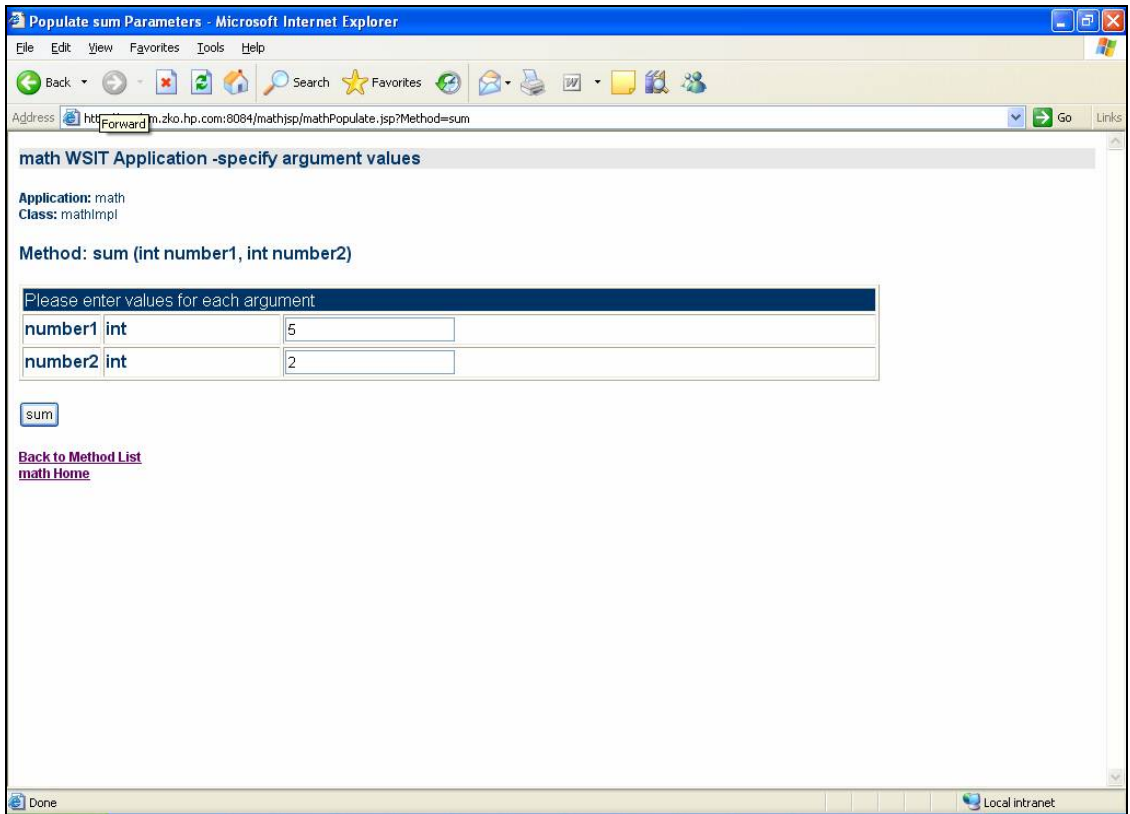 Populate sum Parameters - Microsoft Internet Explorer
File Edit View Favorites Tools Help
Back Search Favorites
Address htt m.zko.hp.com:8084/mathjsp/mathPopulate.jsp?Method=sum Go Links
Forward
math WSIT Application -specify argument values
Application: math
Class: mathImpl
Method: sum (int number1, int number2)
Please enter values for each argument
number1 int 5
number2 int 2
sum
Back to Method List
math Home
Done Local intranet